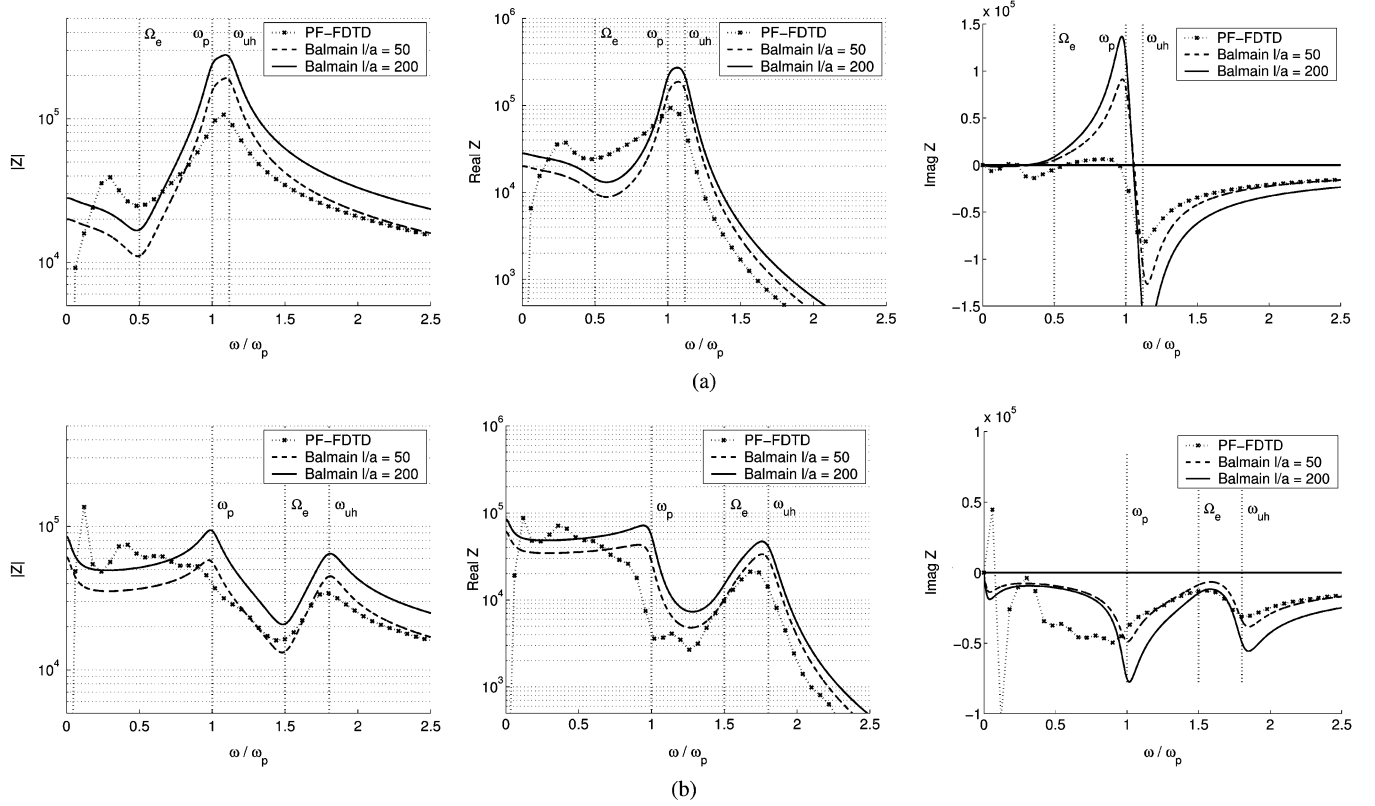 Ωe ωp ωuh
PF−FDTD
Balmain l/a = 50
Balmain l/a = 200
|Z|
10^5
10^4
0 0.5 1 1.5 2 2.5
ω / ωp
Ωe ωp ωuh
PF−FDTD
Balmain l/a = 50
Balmain l/a = 200
Real Z
10^6
10^5
10^4
10^3
0 0.5 1 1.5 2 2.5
ω / ωp
x 10^5
Ωe ωp ωuh
PF−FDTD
Balmain l/a = 50
Balmain l/a = 200
Imag Z
1.5
1
0.5
0
−0.5
−1
−1.5
0 0.5 1 1.5 2 2.5
ω / ωp
(a)
PF−FDTD
Balmain l/a = 50
Balmain l/a = 200
ωp Ωe ωuh
|Z|
10^5
10^4
0 0.5 1 1.5 2 2.5
ω / ωp
PF−FDTD
Balmain l/a = 50
Balmain l/a = 200
ωp Ωe ωuh
Real Z
10^6
10^5
10^4
10^3
0 0.5 1 1.5 2 2.5
ω / ωp
x 10^5
PF−FDTD
Balmain l/a = 50
Balmain l/a = 200
ωp Ωe ωuh
Imag Z
1
0.5
0
−0.5
−1
0 0.5 1 1.5 2 2.5
ω / ωp
(b)